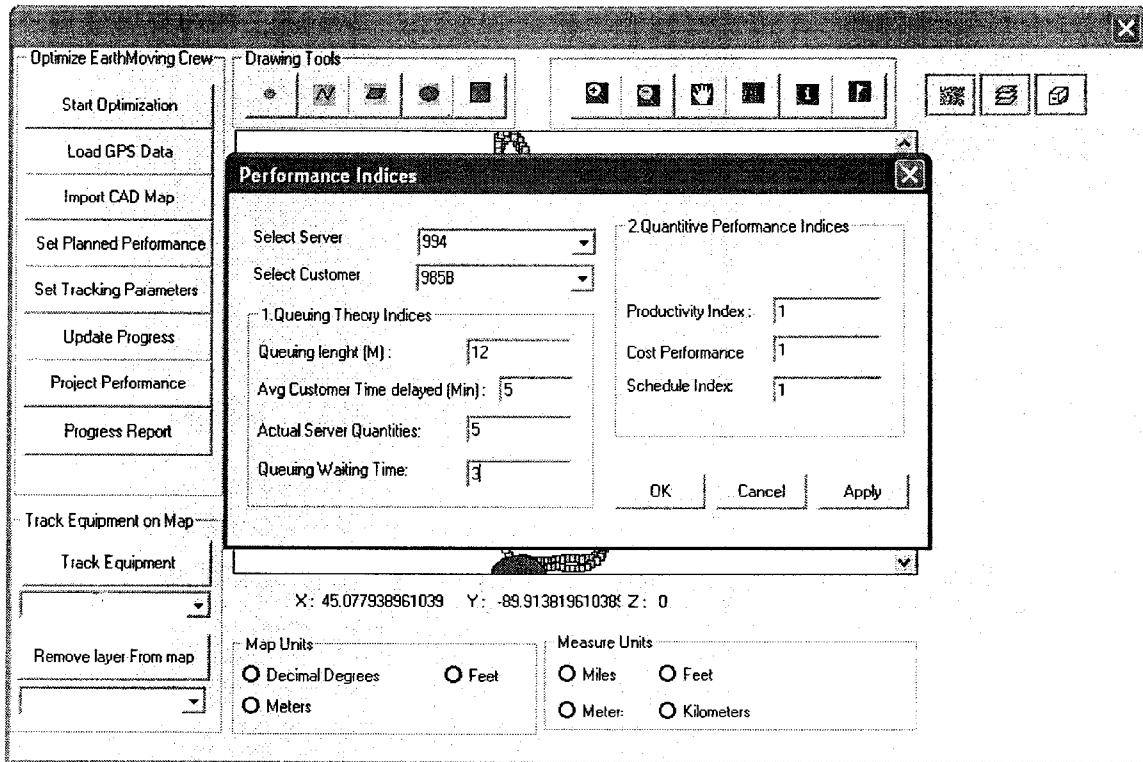 Optimize EarthMoving Crew
Start Optimization
Load GPS Data
Import CAD Map
Set Planned Performance
Set Tracking Parameters
Update Progress
Project Performance
Progress Report
Track Equipment on Map
Track Equipment
Remove layer From map
Drawing Tools
Performance Indices
Select Server 994
Select Customer 985B
1.Queuing Theory Indices
Queuing lenght (M) : 12
Avg Customer Time delayed (Min) : 5
Actual Server Quantities: 5
Queuing Waiting Time: 3
2.Quantitive Performance Indices
Productivity Index : 1
Cost Performance 1
Schedule Index: 1
OK Cancel Apply
X : 45.077938961039 Y : -89.91381961038 Z : 0
Map Units
Decimal Degrees Feet
Meters
Measure Units
Miles Feet
Meter: Kilometers